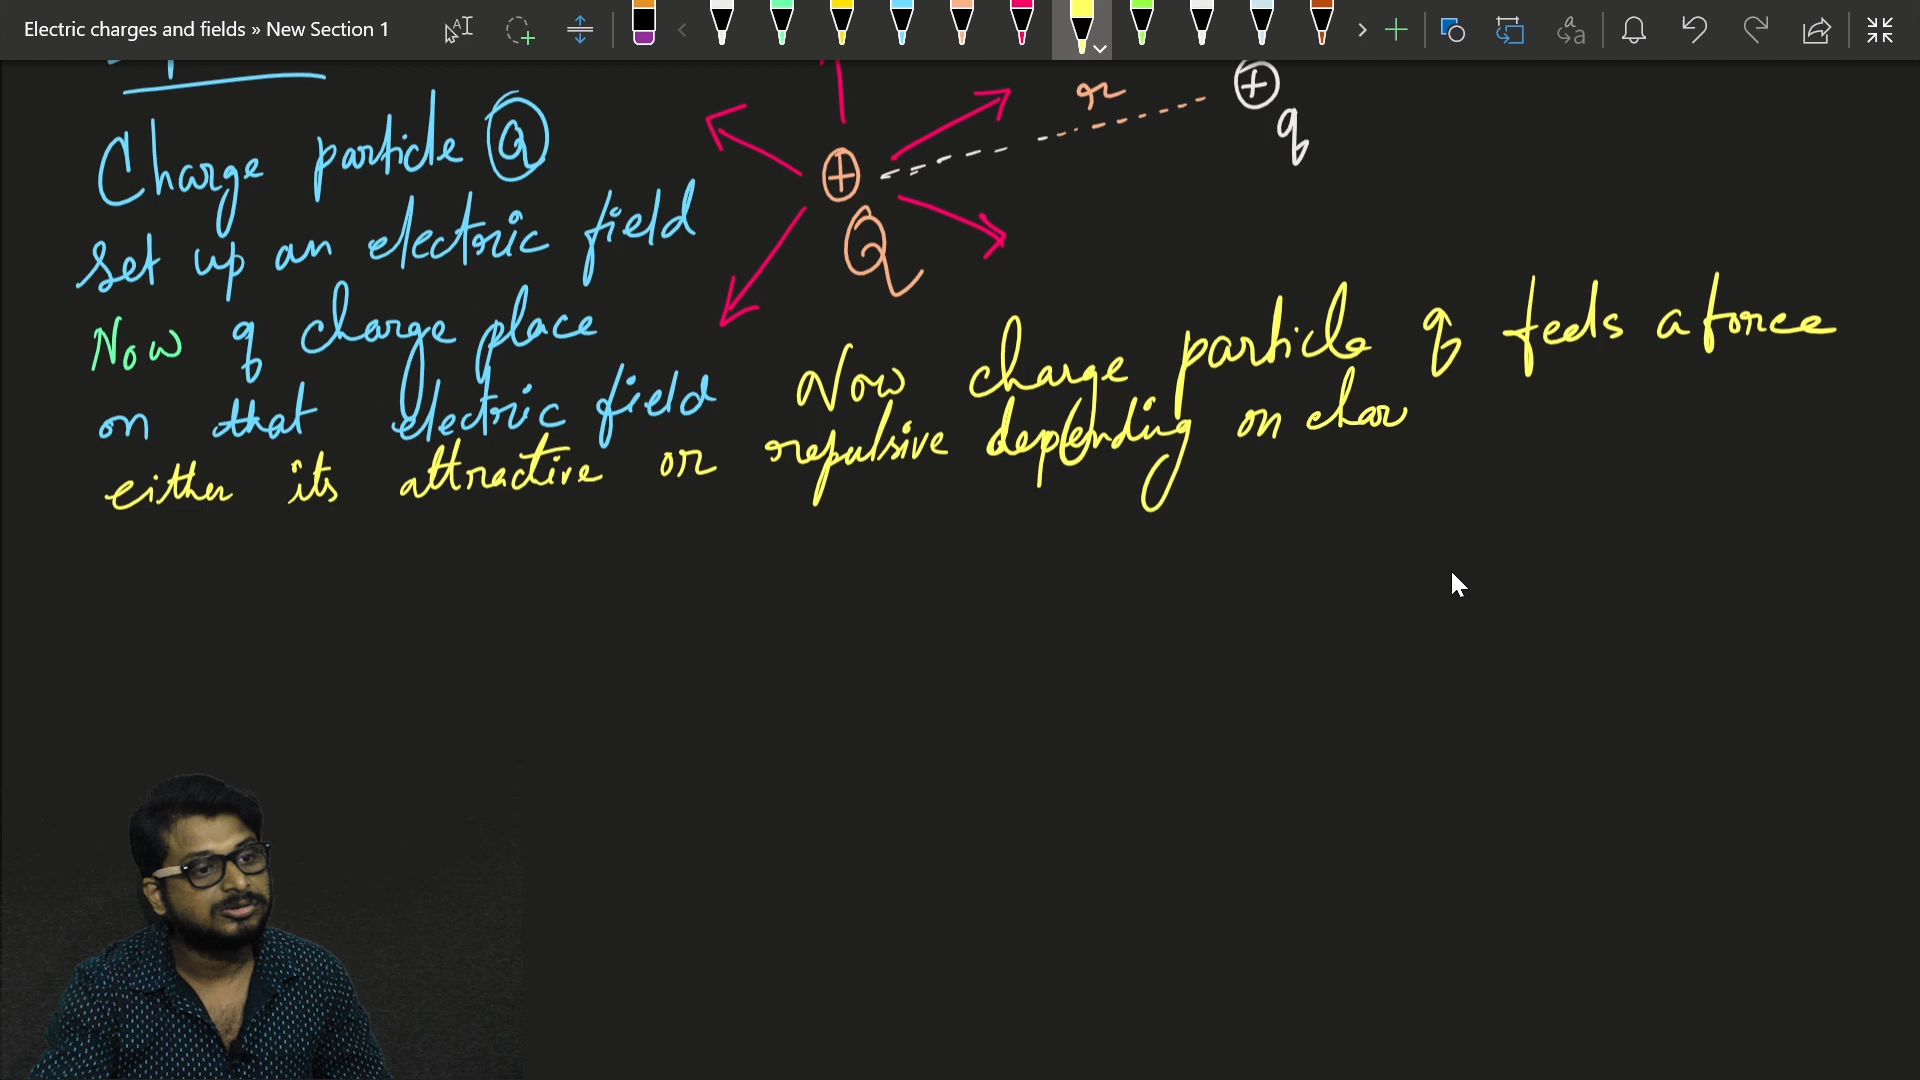 Electric charges and fields » New Section 1
Charge particle Q
set up an electric field
Now q charge place
on that electric field
r
q
Q
Now charge particle q feels a force
either its attractive or repulsive depending on char